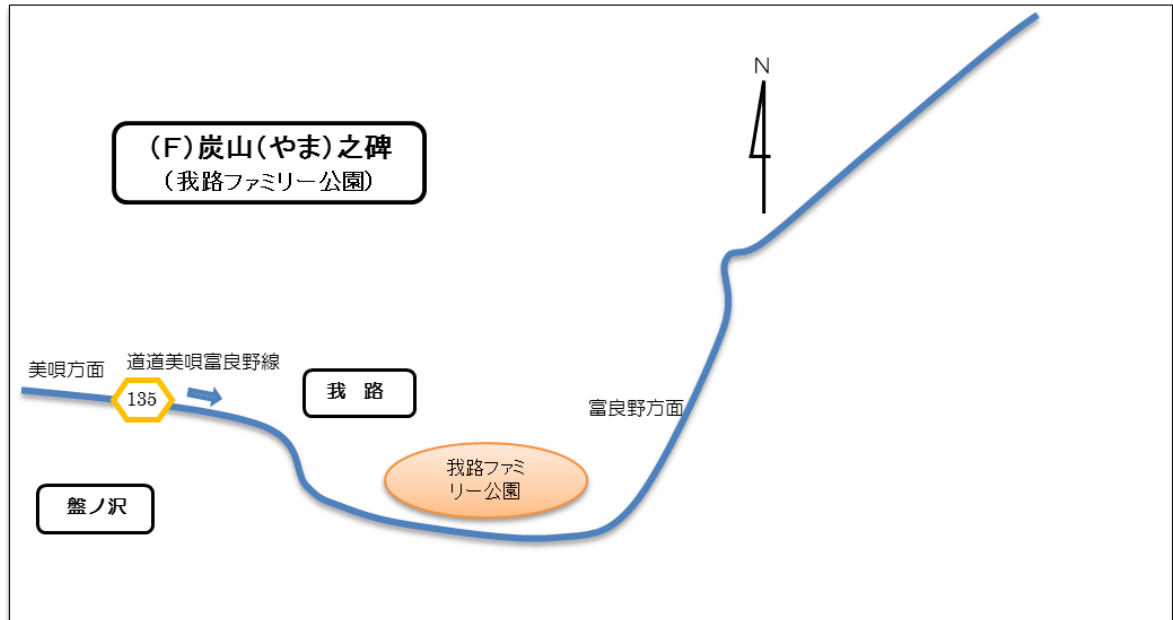 N
(F)炭山(やま)之碑
(我路ファミリー公園)
美唄方面
道道美唄富良野線
135
我 路
富良野方面
我路ファミ
リー公園
盤ノ沢